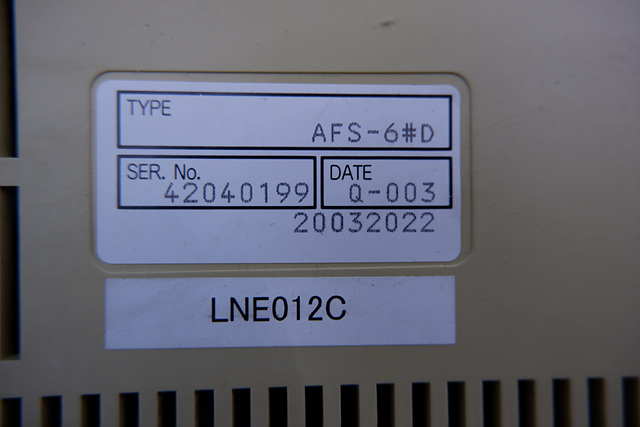 TYPE
AFS-6#D
SER. No.
42040199
DATE
Q-003
20032022
LNE012C